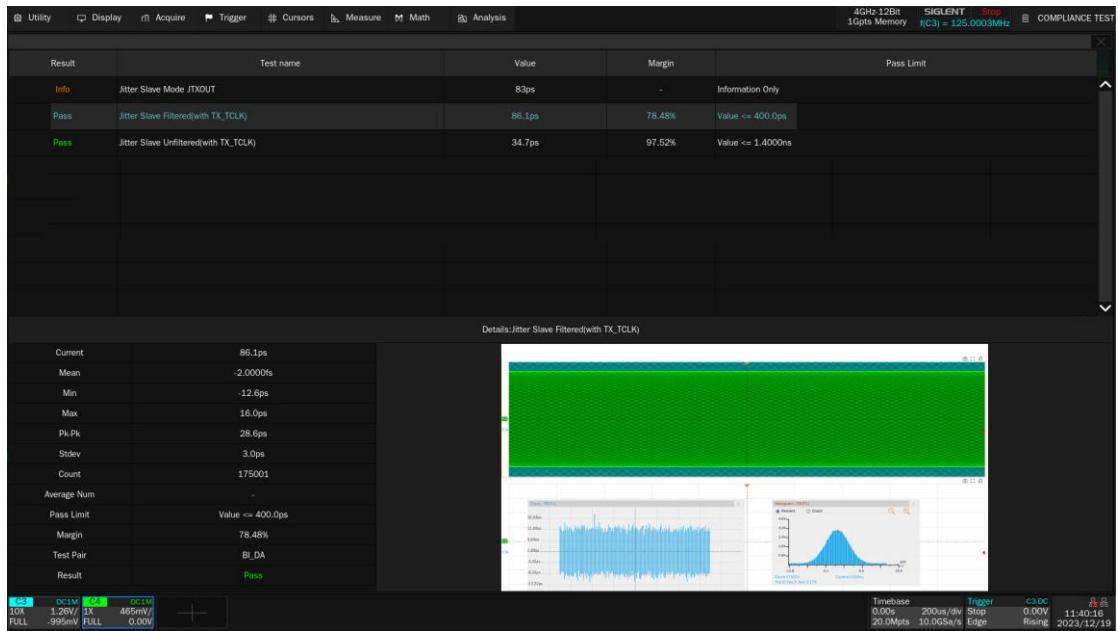 Utility Display Acquire Trigger Cursors Measure Math Analysis 4GHz-12Bit SIGLENT Stop COMPLIANCE TEST
1Gpts Memory f(C3) = 125.0003MHz
Result Test name Value Margin Pass Limit
Info Jitter Slave Mode JTXOUT 83ps - Information Only
Pass Jitter Slave Filtered(with TX_TCLK) 86.1ps 78.48% Value <= 400.0ps
Pass Jitter Slave Unfiltered(with TX_TCLK) 34.7ps 97.52% Value <= 1.4000ns
Details:Jitter Slave Filtered(with TX_TCLK)
Current 86.1ps
Mean -2.0000fs
Min -12.6ps
Max 16.0ps
Pk-Pk 28.6ps
Stdev 3.0ps
Count 175001
Average Num -
Pass Limit Value <= 400.0ps
Margin 78.48%
Test Pair BI_DA
Result Pass
C3 DC1M C4 DC1M Timebase Trigger C3 DC
10X 1.26V/ 1X 465mV/ 0.00s 200us/div Stop 0.00V 11:40:16
FULL -995mV FULL 0.00V 20.0Mpts 10.0GSa/s Edge Rising 2023/12/19